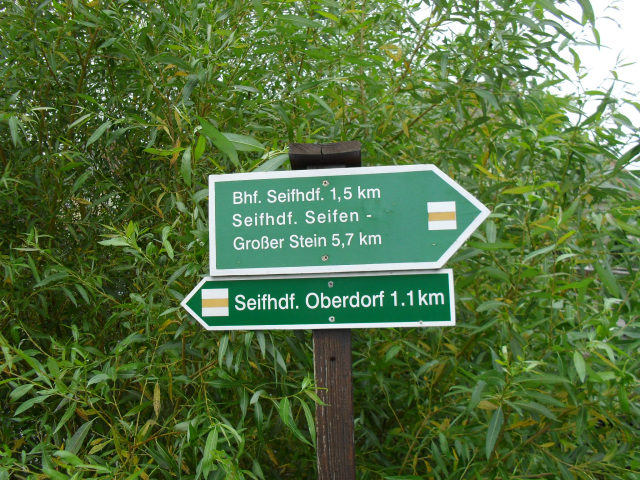 Bhf. Seifhdf. 1,5 km
Seifhdf. Seifen -
Großer Stein 5,7 km
Seifhdf. Oberdorf 1.1 km